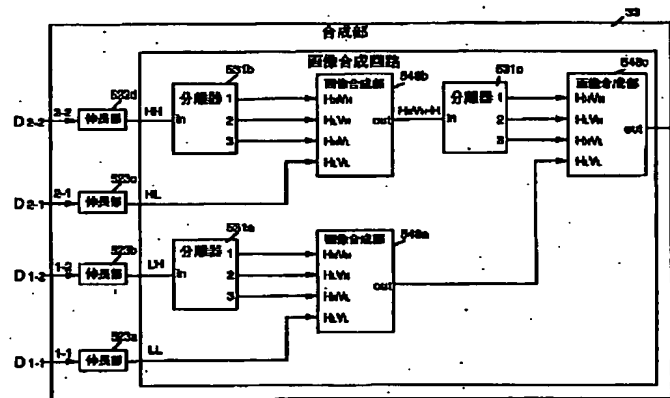 33
合成部
画像合成回路
523d
3-2
D2-2
伸長部
HH
531b
分離器
in
1
2
3
画像合成部
548b
HHVH
HLVH
HHVL
HLVL
out
531c
分離器
in
1
2
3
画像合成部
548c
HHVH
HLVH
HHVL
HLVL
out
523c
2-1
D2-1
伸長部
HL
523b
1-2
D1-2
伸長部
LH
531a
分離器
in
1
2
3
画像合成部
548a
HHVH
HLVH
HHVL
HLVL
out
523a
1-1
D1-1
伸長部
LL